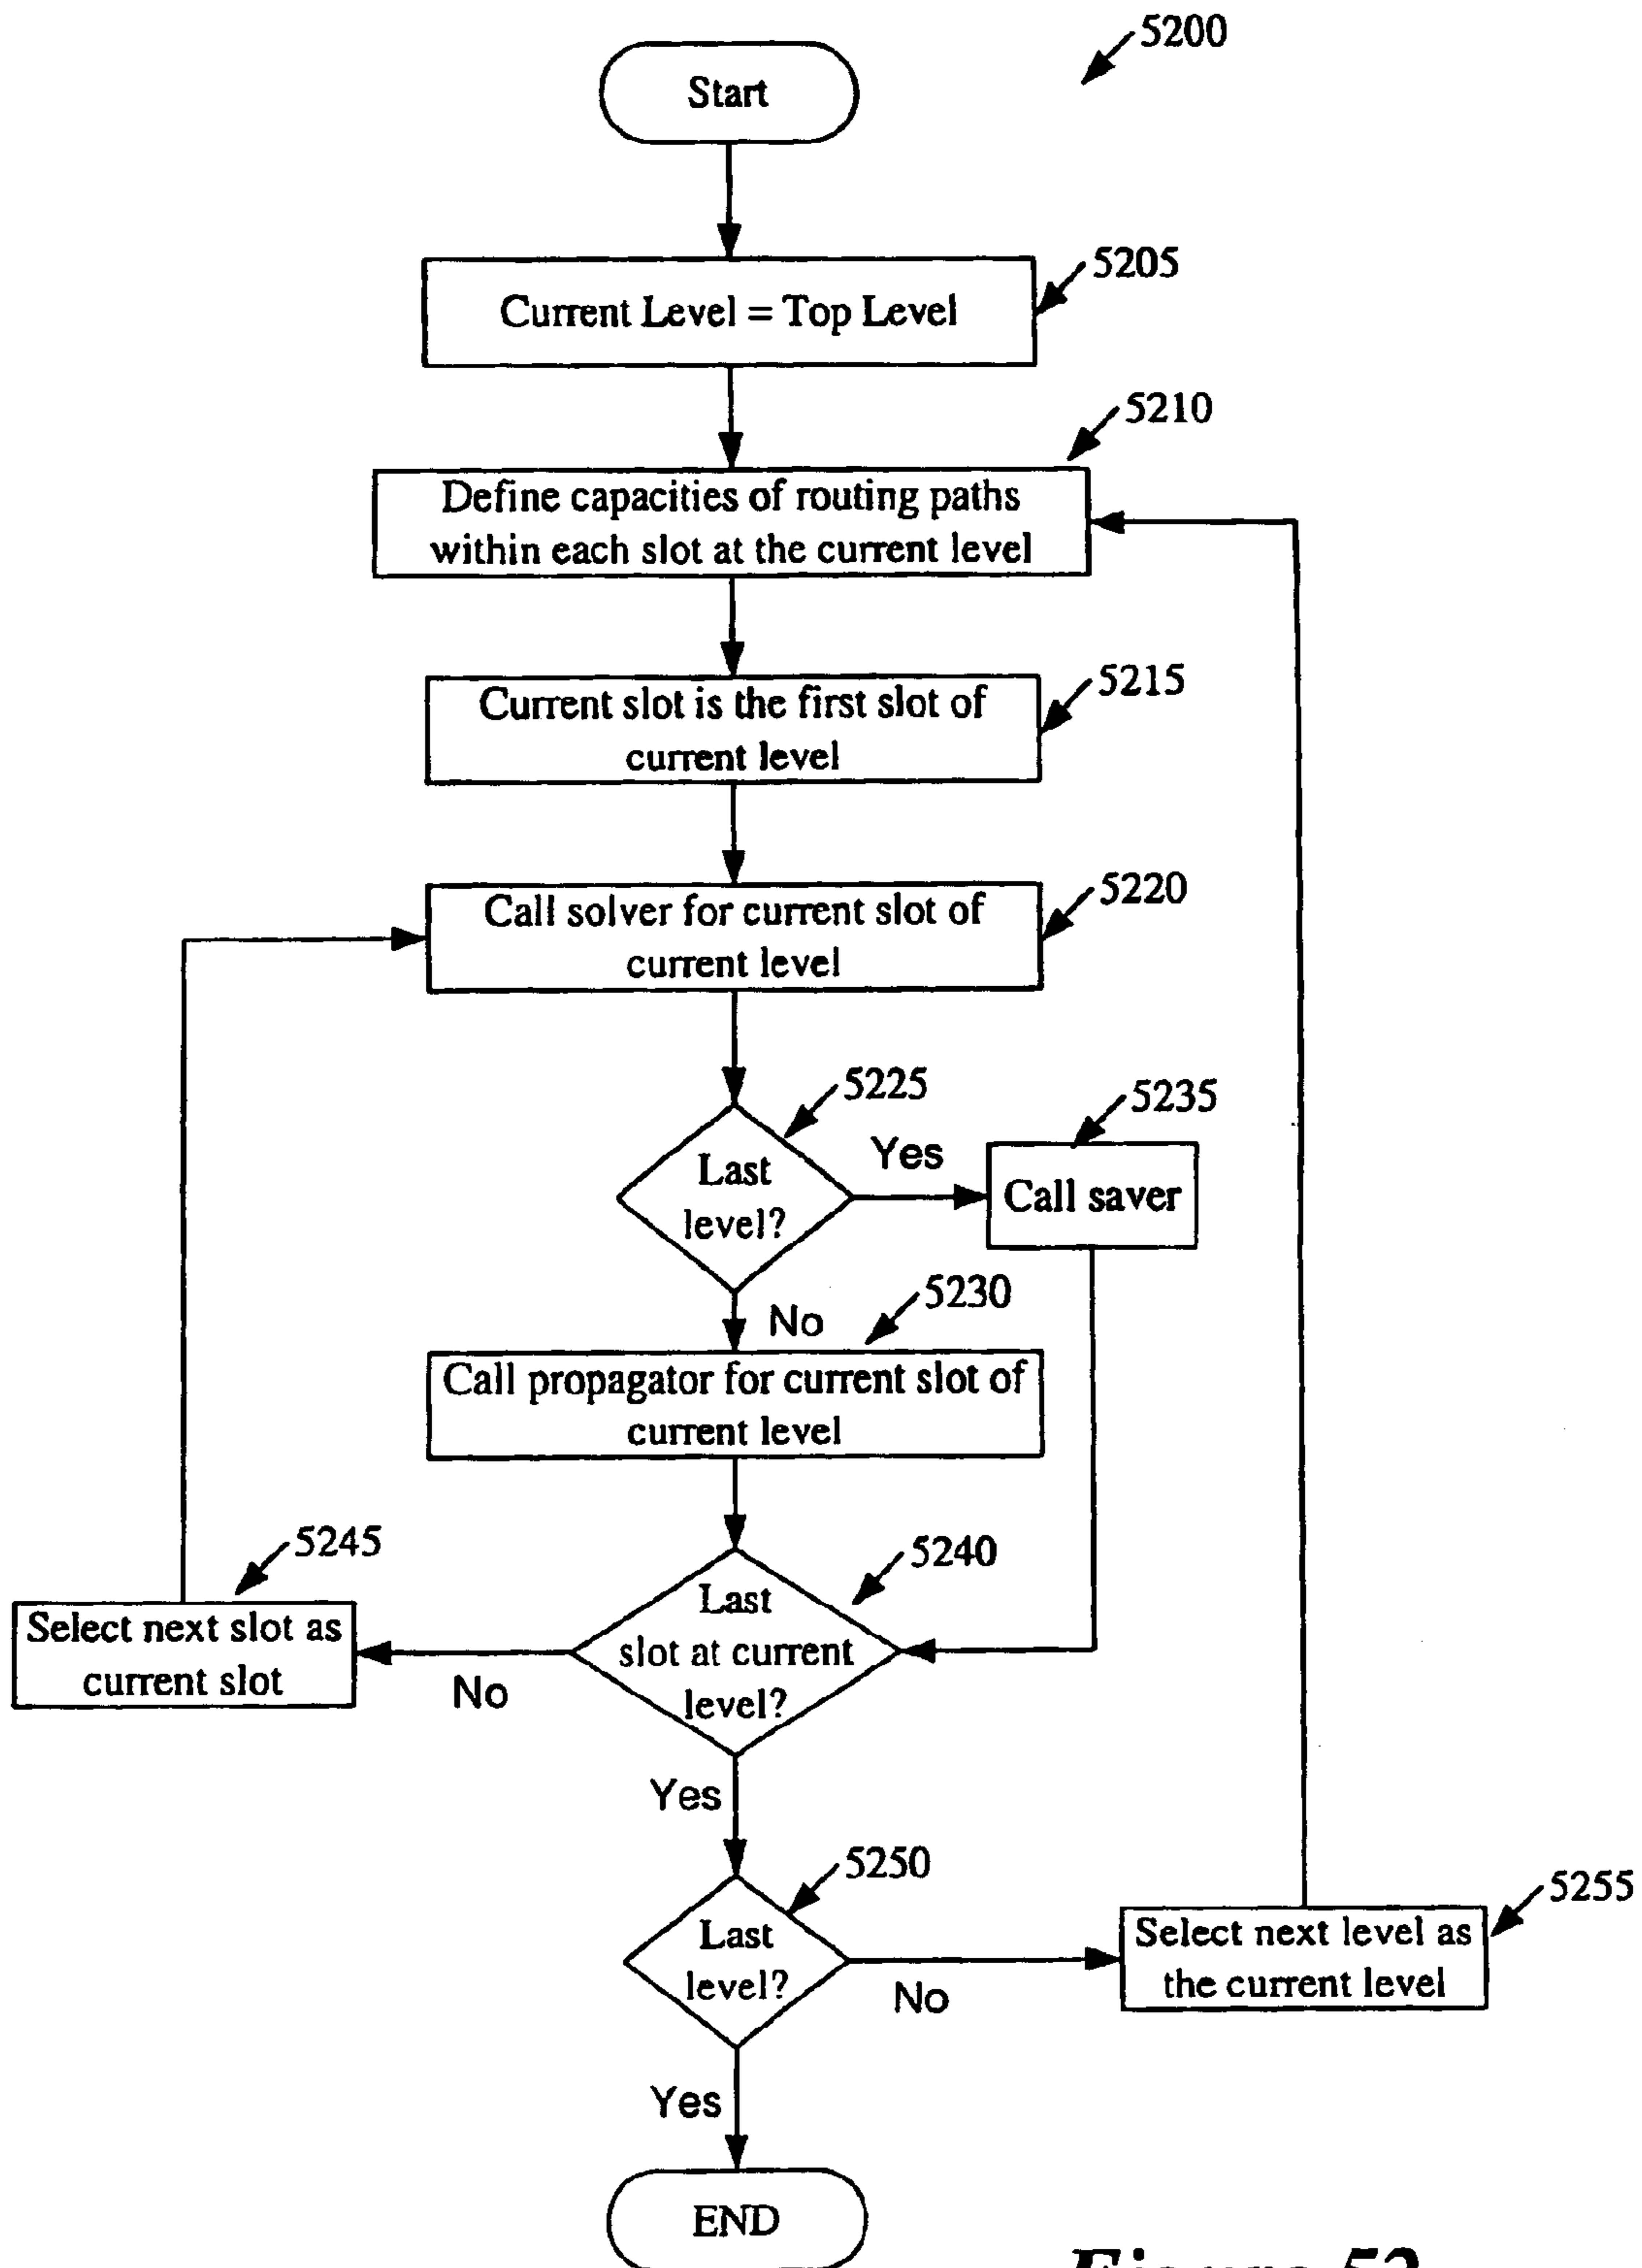 5200
Start
5205
Current Level = Top Level
5210
Define capacities of routing paths
within each slot at the current level
5215
Current slot is the first slot of
current level
5220
Call solver for current slot of
current level
5225
Last
level?
Yes
5235
Call saver
No
5230
Call propagator for current slot of
current level
5245
Select next slot as
current slot
5240
Last
slot at current
level?
No
Yes
5250
Last
level?
No
5255
Select next level as
the current level
Yes
END
Figure 52